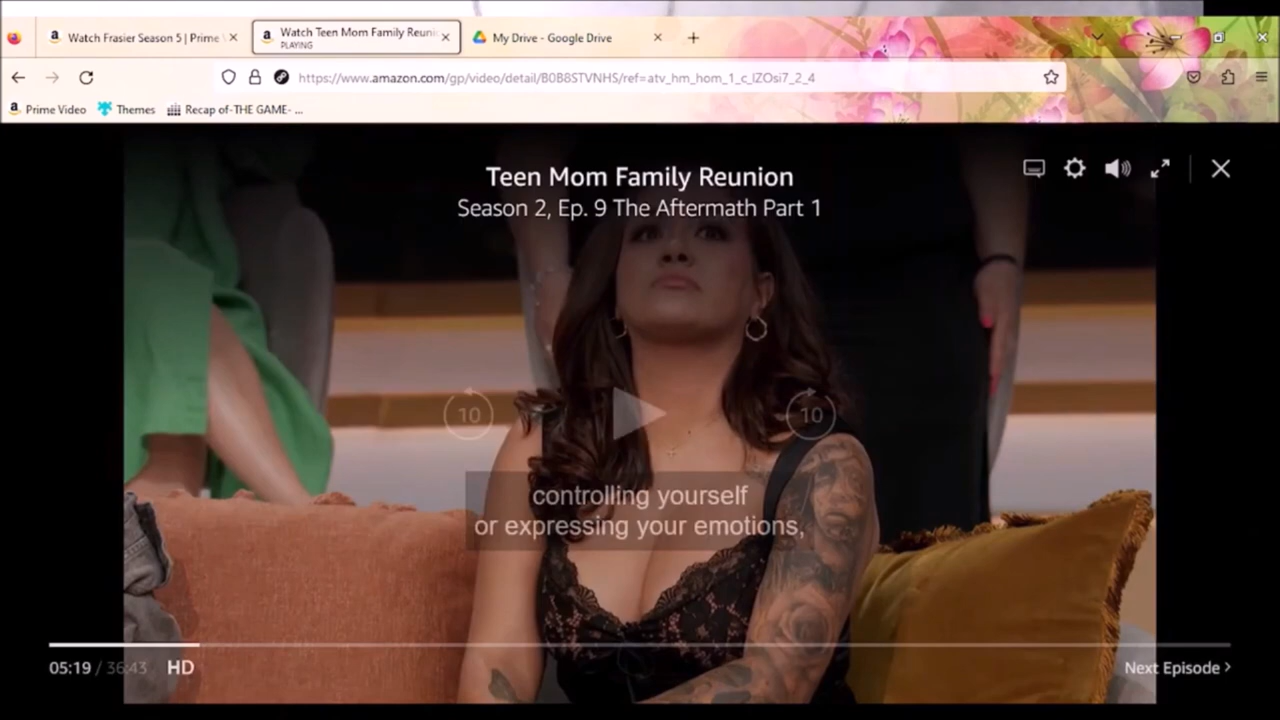 Watch Frasier Season 5 | Prime
Watch Teen Mom Family Reuni
PLAYING
My Drive - Google Drive
https://www.amazon.com/gp/video/detail/B0B8STVNHS/ref=atv_hm_hom_1_c_lZOsi7_2_4
Prime Video
Themes
Recap of-THE GAME- ...
Teen Mom Family Reunion
Season 2, Ep. 9 The Aftermath Part 1
10
10
controlling yourself
or expressing your emotions,
05:19 / 36:43 HD
Next Episode